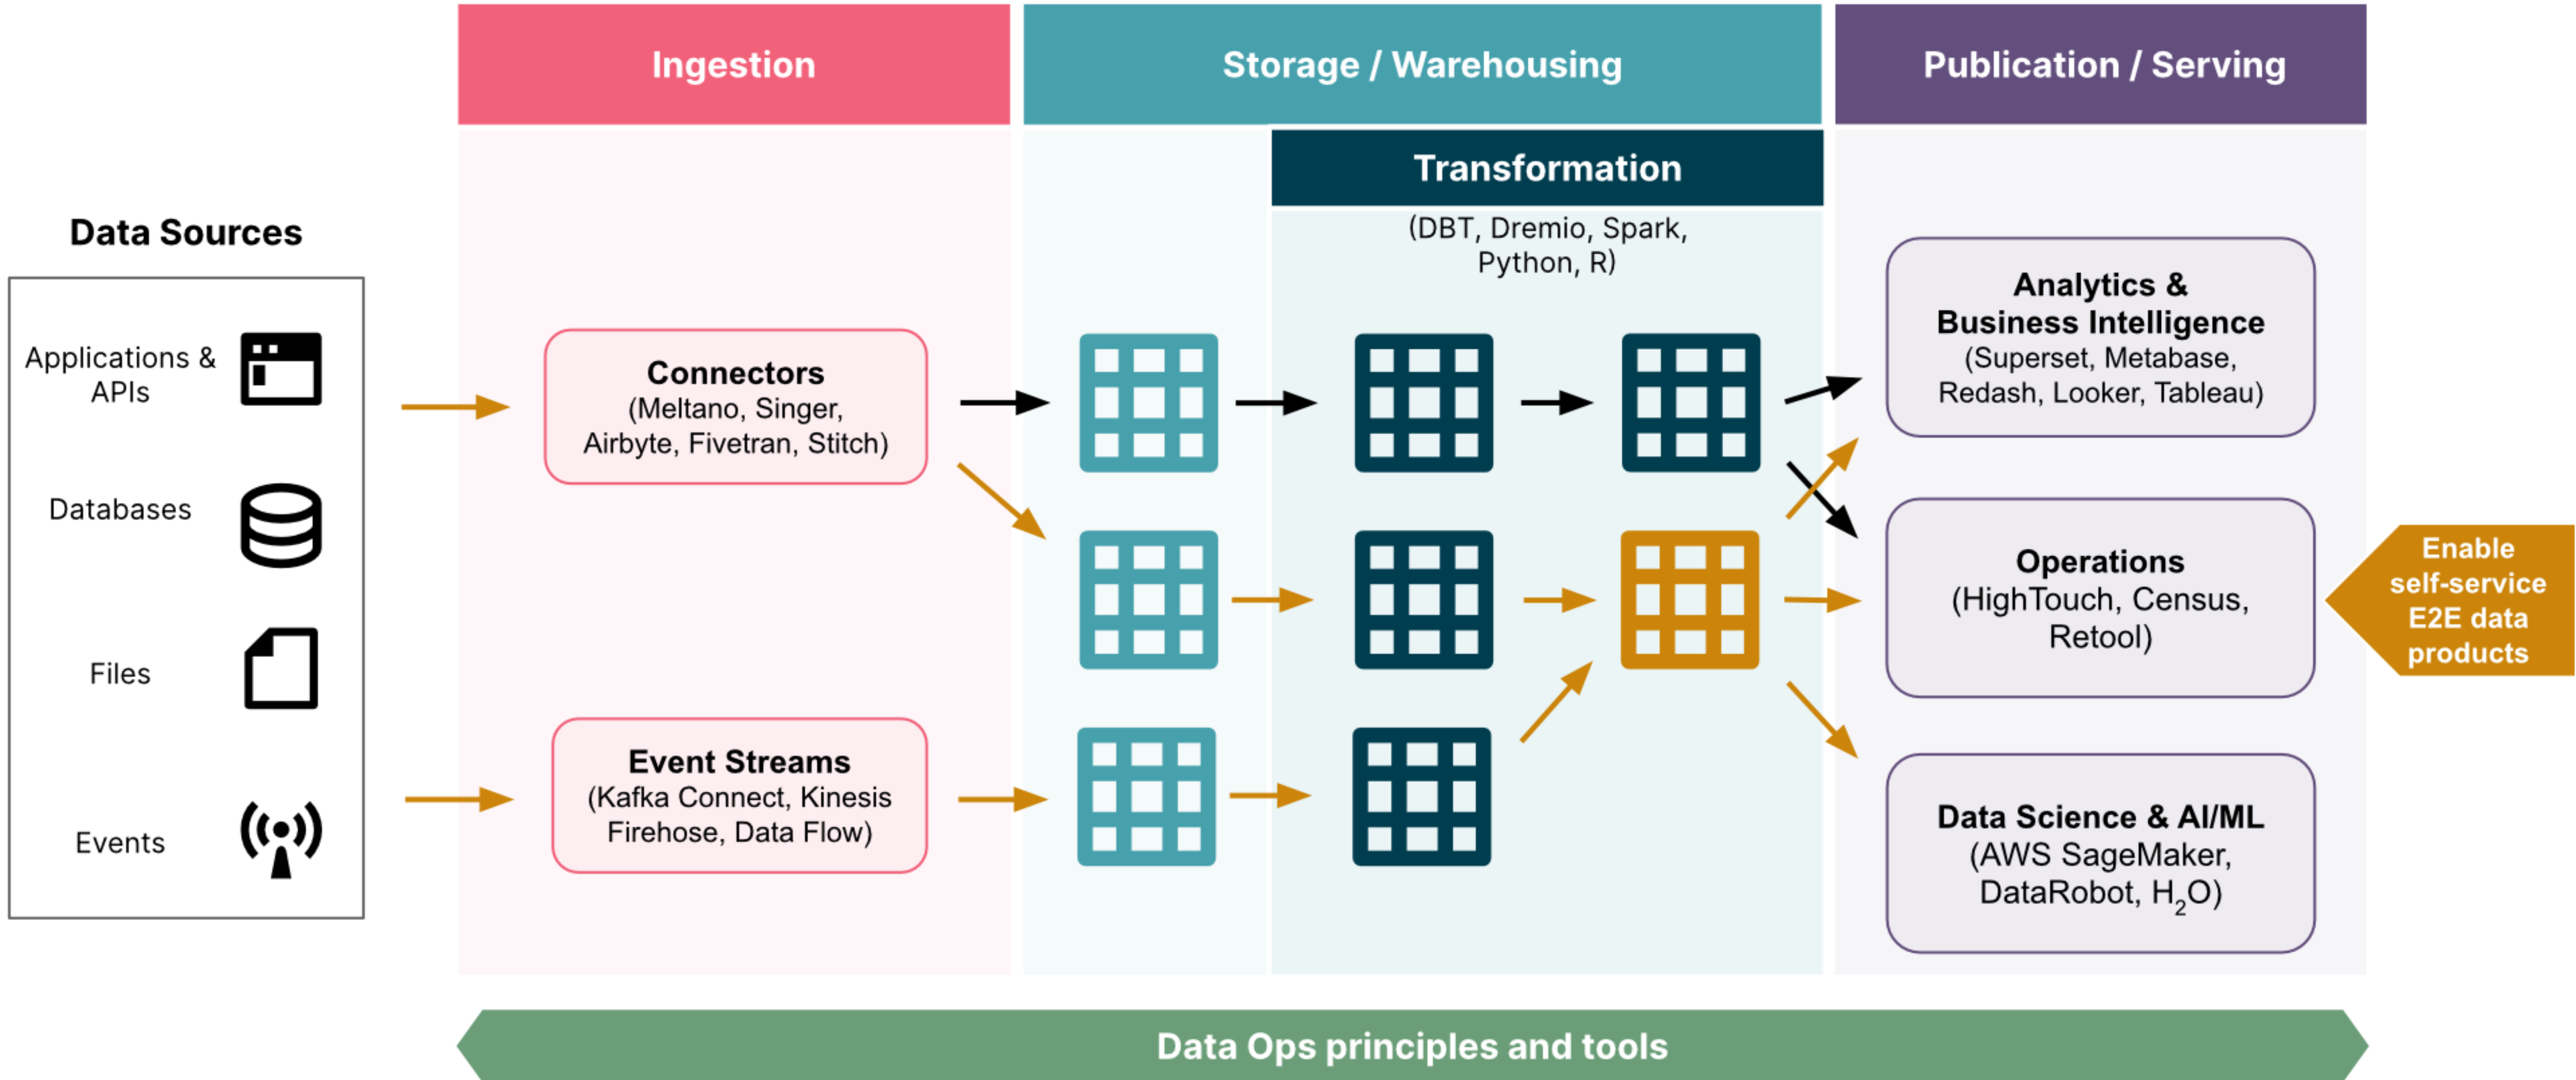 Ingestion
Storage / Warehousing
Publication / Serving
Transformation
(DBT, Dremio, Spark,
Python, R)
Data Sources
Applications &
APIs
Databases
Files
Events
Connectors
(Meltano, Singer,
Airbyte, Fivetran, Stitch)
Event Streams
(Kafka Connect, Kinesis
Firehose, Data Flow)
Analytics &
Business Intelligence
(Superset, Metabase,
Redash, Looker, Tableau)
Operations
(HighTouch, Census,
Retool)
Data Science & AI/ML
(AWS SageMaker,
DataRobot, H₂O)
Enable
self-service
E2E data
products
Data Ops principles and tools